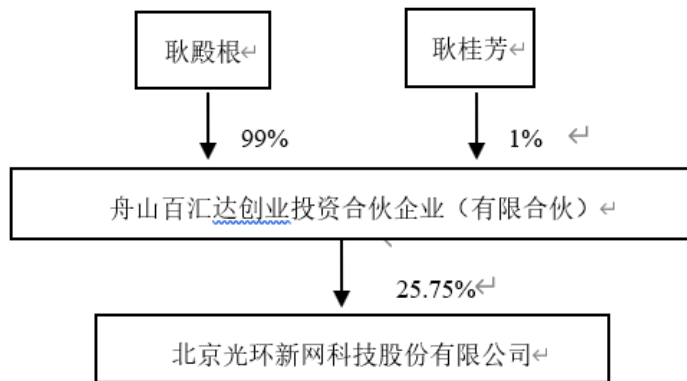 耿殿根
耿桂芳
99%
1%
舟山百汇达创业投资合伙企业（有限合伙）
25.75%
北京光环新网科技股份有限公司